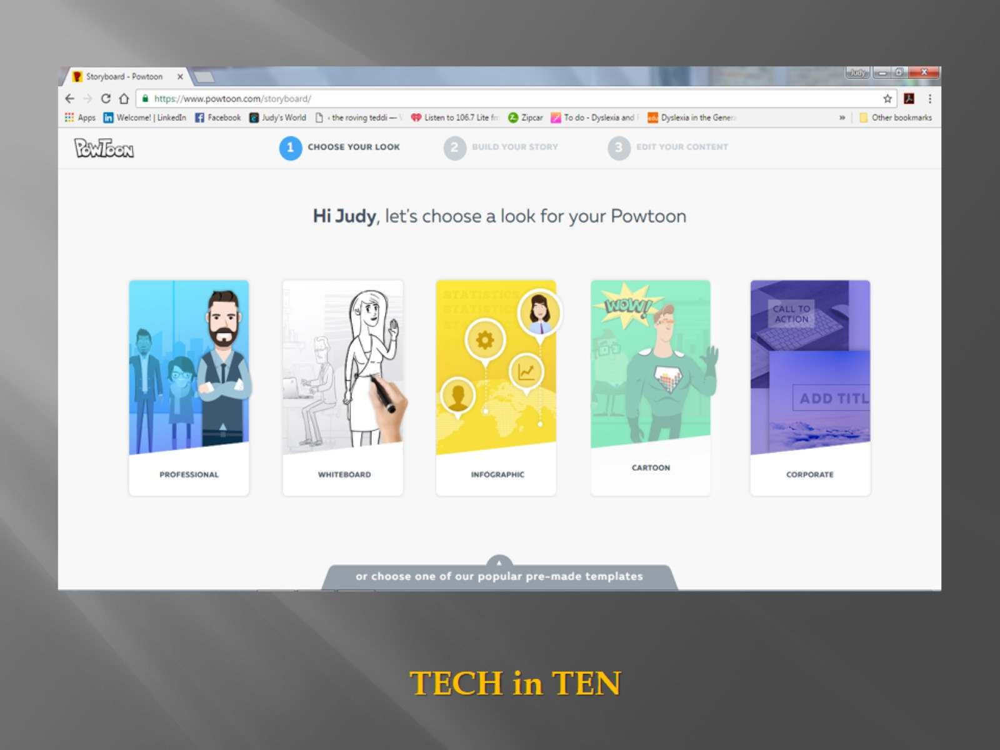 Storyboard - Powtoon
Judy
https://www.powtoon.com/storyboard/
Apps Welcome! | LinkedIn Facebook Judy's World ‹ the roving teddi — Listen to 106.7 Lite fm Zipcar To do - Dyslexia and Dyslexia in the Genera Other bookmarks
POWTOON
1 CHOOSE YOUR LOOK 2 BUILD YOUR STORY 3 EDIT YOUR CONTENT
Hi Judy, let's choose a look for your Powtoon
STATISTICS
STATISTICS
WOW!
CALL TO
ACTION
ADD TITL
PROFESSIONAL WHITEBOARD INFOGRAPHIC CARTOON CORPORATE
or choose one of our popular pre-made templates
TECH in TEN